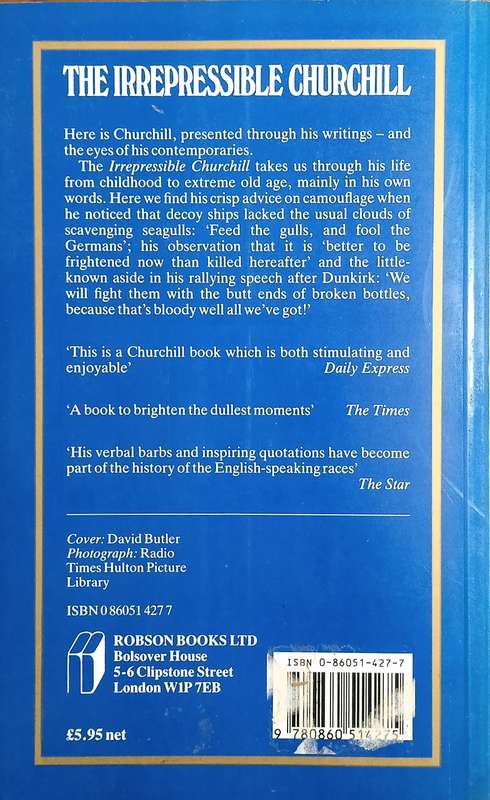 THE IRREPRESSIBLE CHURCHILL
Here is Churchill, presented through his writings – and
the eyes of his contemporaries.
The Irrepressible Churchill takes us through his life
from childhood to extreme old age, mainly in his own
words. Here we find his crisp advice on camouflage when
he noticed that decoy ships lacked the usual clouds of
scavenging seagulls: ‘Feed the gulls, and fool the
Germans’; his observation that it is ‘better to be
frightened now than killed hereafter’ and the little-
known aside in his rallying speech after Dunkirk: ‘We
will fight them with the butt ends of broken bottles,
because that’s bloody well all we’ve got!’
‘This is a Churchill book which is both stimulating and
enjoyable’ Daily Express
‘A book to brighten the dullest moments’ The Times
‘His verbal barbs and inspiring quotations have become
part of the history of the English-speaking races’
The Star
Cover: David Butler
Photograph: Radio
Times Hulton Picture
Library
ISBN 0 86051 427 7
ROBSON BOOKS LTD
Bolsover House
5-6 Clipstone Street
London W1P 7EB
£5.95 net
ISBN 0-86051-427-7
9 780860 514275